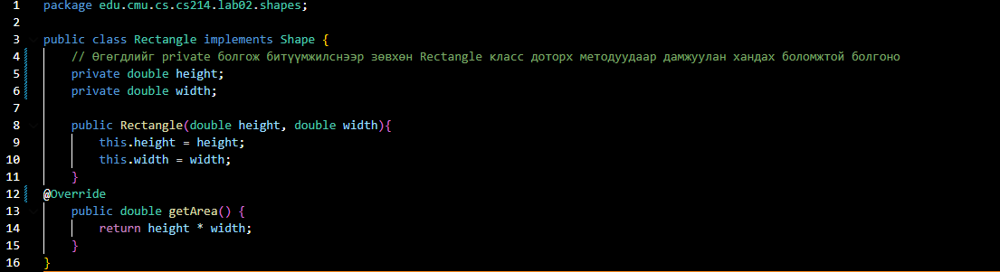 1 package edu.cmu.cs.cs214.lab02.shapes;
2
3 public class Rectangle implements Shape {
4     // Өгөгдлийг private болгож битүүмжилснээр зөвхөн Rectangle класс доторх методуудаар дамжуулан хандах боломжтой болгоно
5     private double height;
6     private double width;
7
8     public Rectangle(double height, double width){
9         this.height = height;
10         this.width = width;
11     }
12 @Override
13     public double getArea() {
14         return height * width;
15     }
16 }